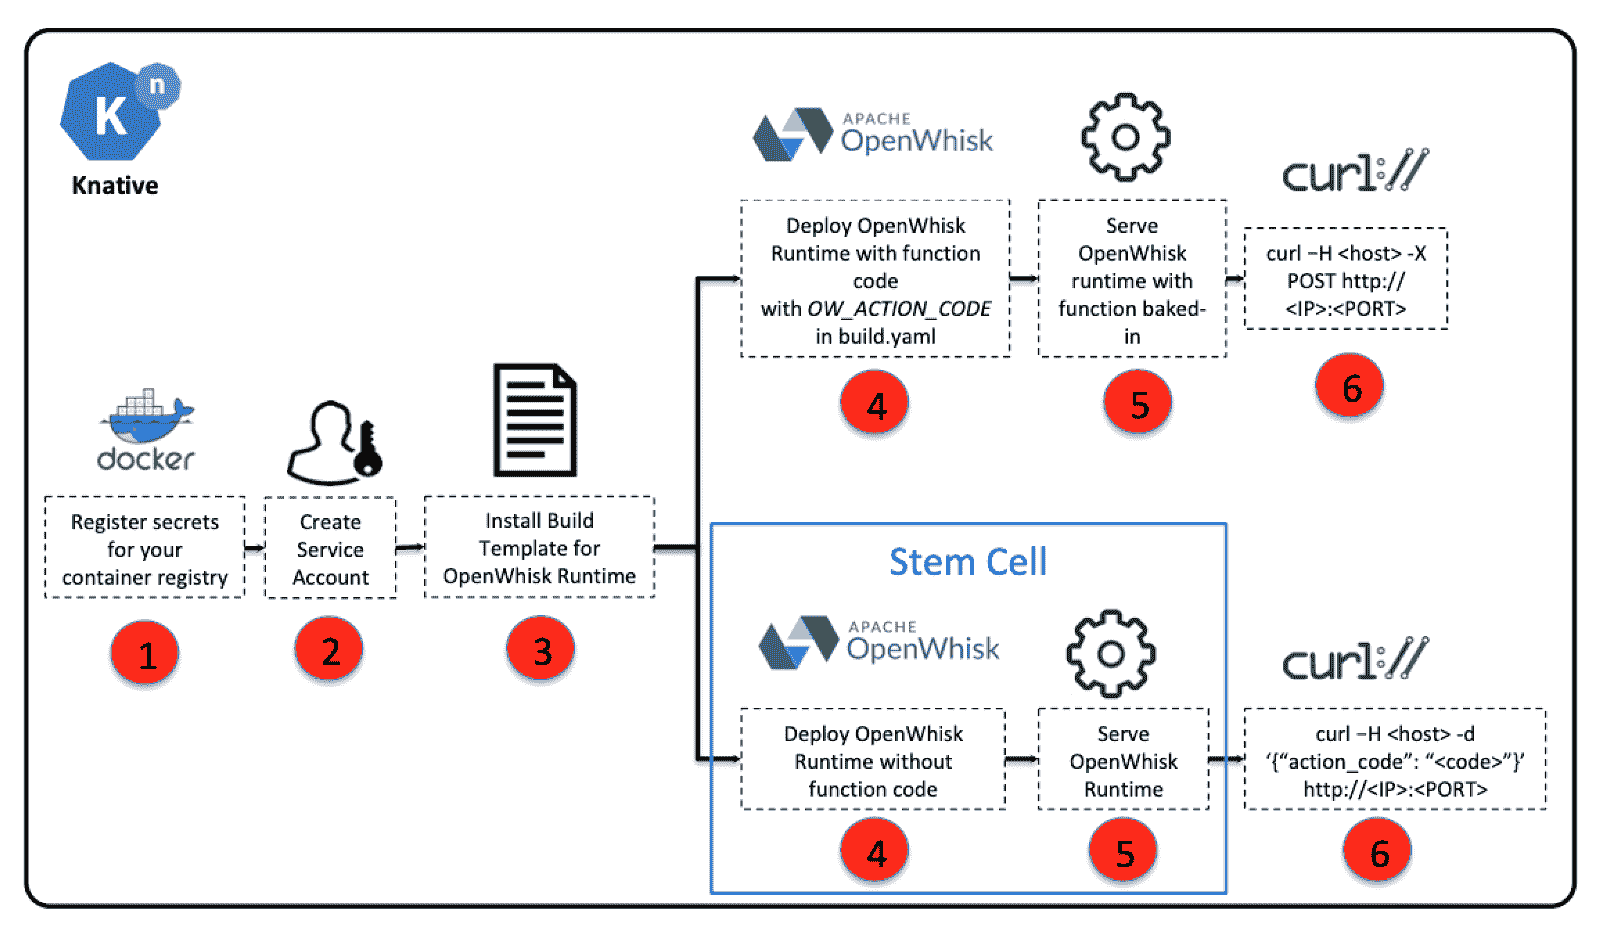 K
n
Knative
APACHE
OpenWhisk
curl://
Deploy OpenWhisk
Runtime with function
code
with OW_ACTION_CODE
in build.yaml
Serve
OpenWhisk
runtime with
function baked-
in
curl –H <host> -X
POST http://
<IP>:<PORT>
4
5
6
docker
Register secrets
for your
container registry
Create
Service
Account
Install Build
Template for
OpenWhisk Runtime
1
2
3
Stem Cell
APACHE
OpenWhisk
curl://
Deploy OpenWhisk
Runtime without
function code
Serve
OpenWhisk
Runtime
curl –H <host> -d
‘{“action_code”: “<code>”}’
http://<IP>:<PORT>
4
5
6